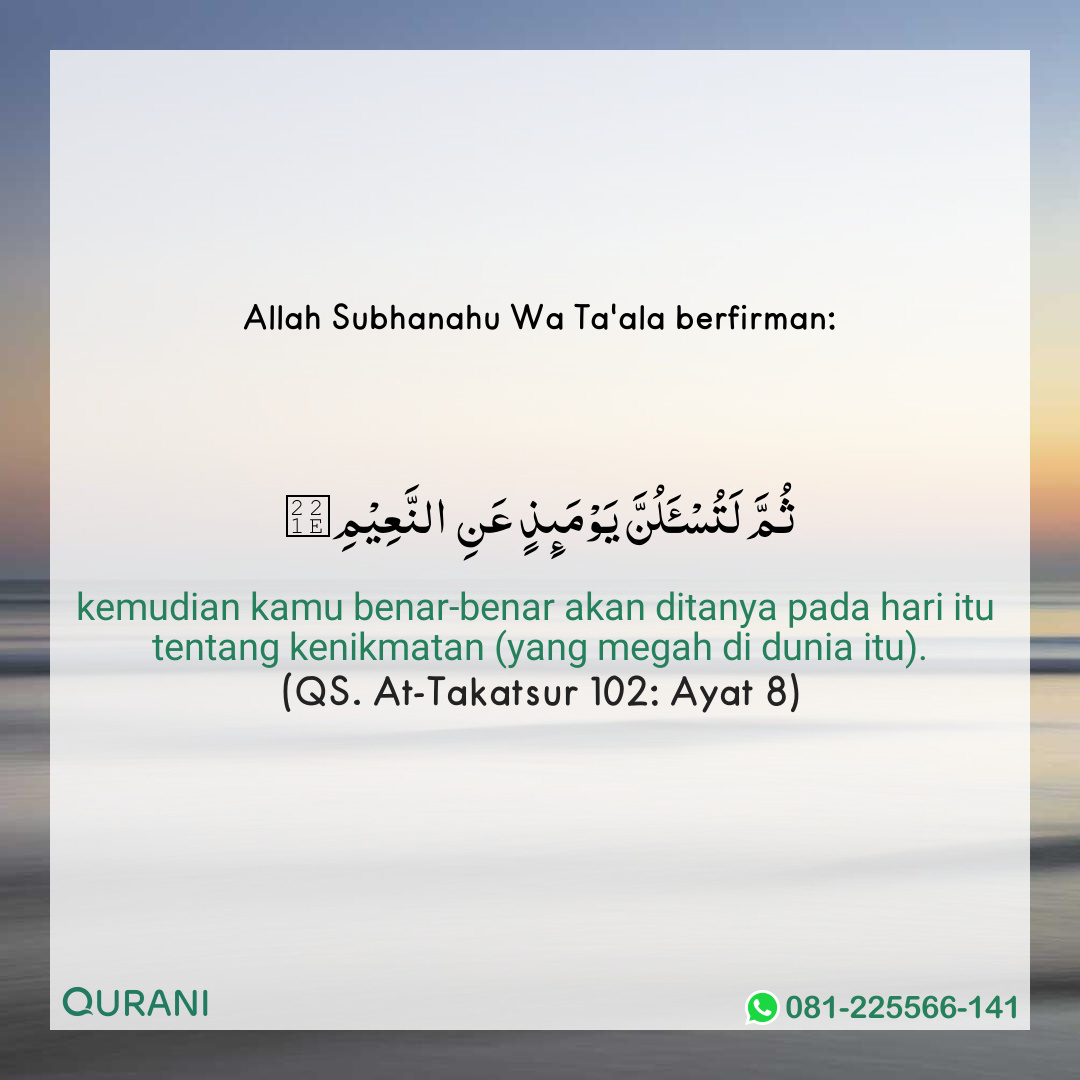 Allah Subhanahu Wa Ta'ala berfirman:
ثُمَّ لَتُسْـَٔلُنَّ يَوْمَىِٕذٍ عَنِ النَّعِيْمِ
kemudian kamu benar-benar akan ditanya pada hari itu
tentang kenikmatan (yang megah di dunia itu).
(QS. At-Takatsur 102: Ayat 8)
QURANI
081-225566-141